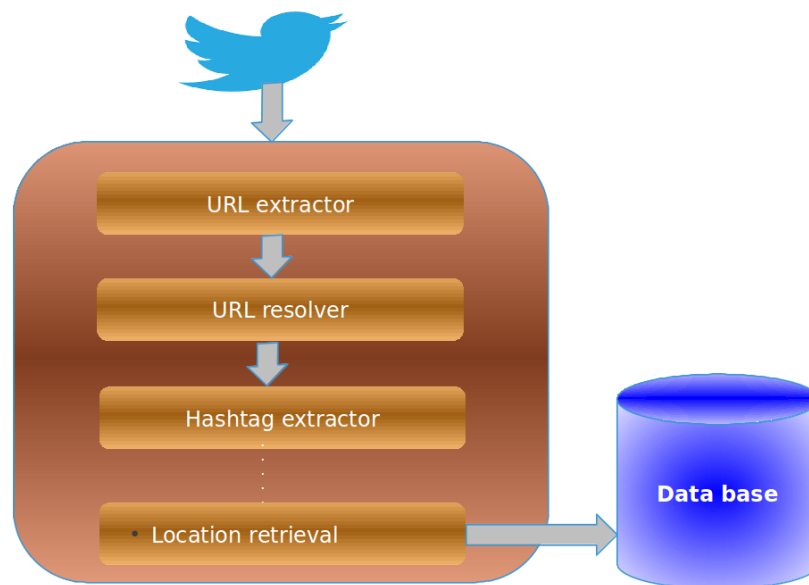 URL extractor
URL resolver
Hashtag extractor
• Location retrieval
Data base